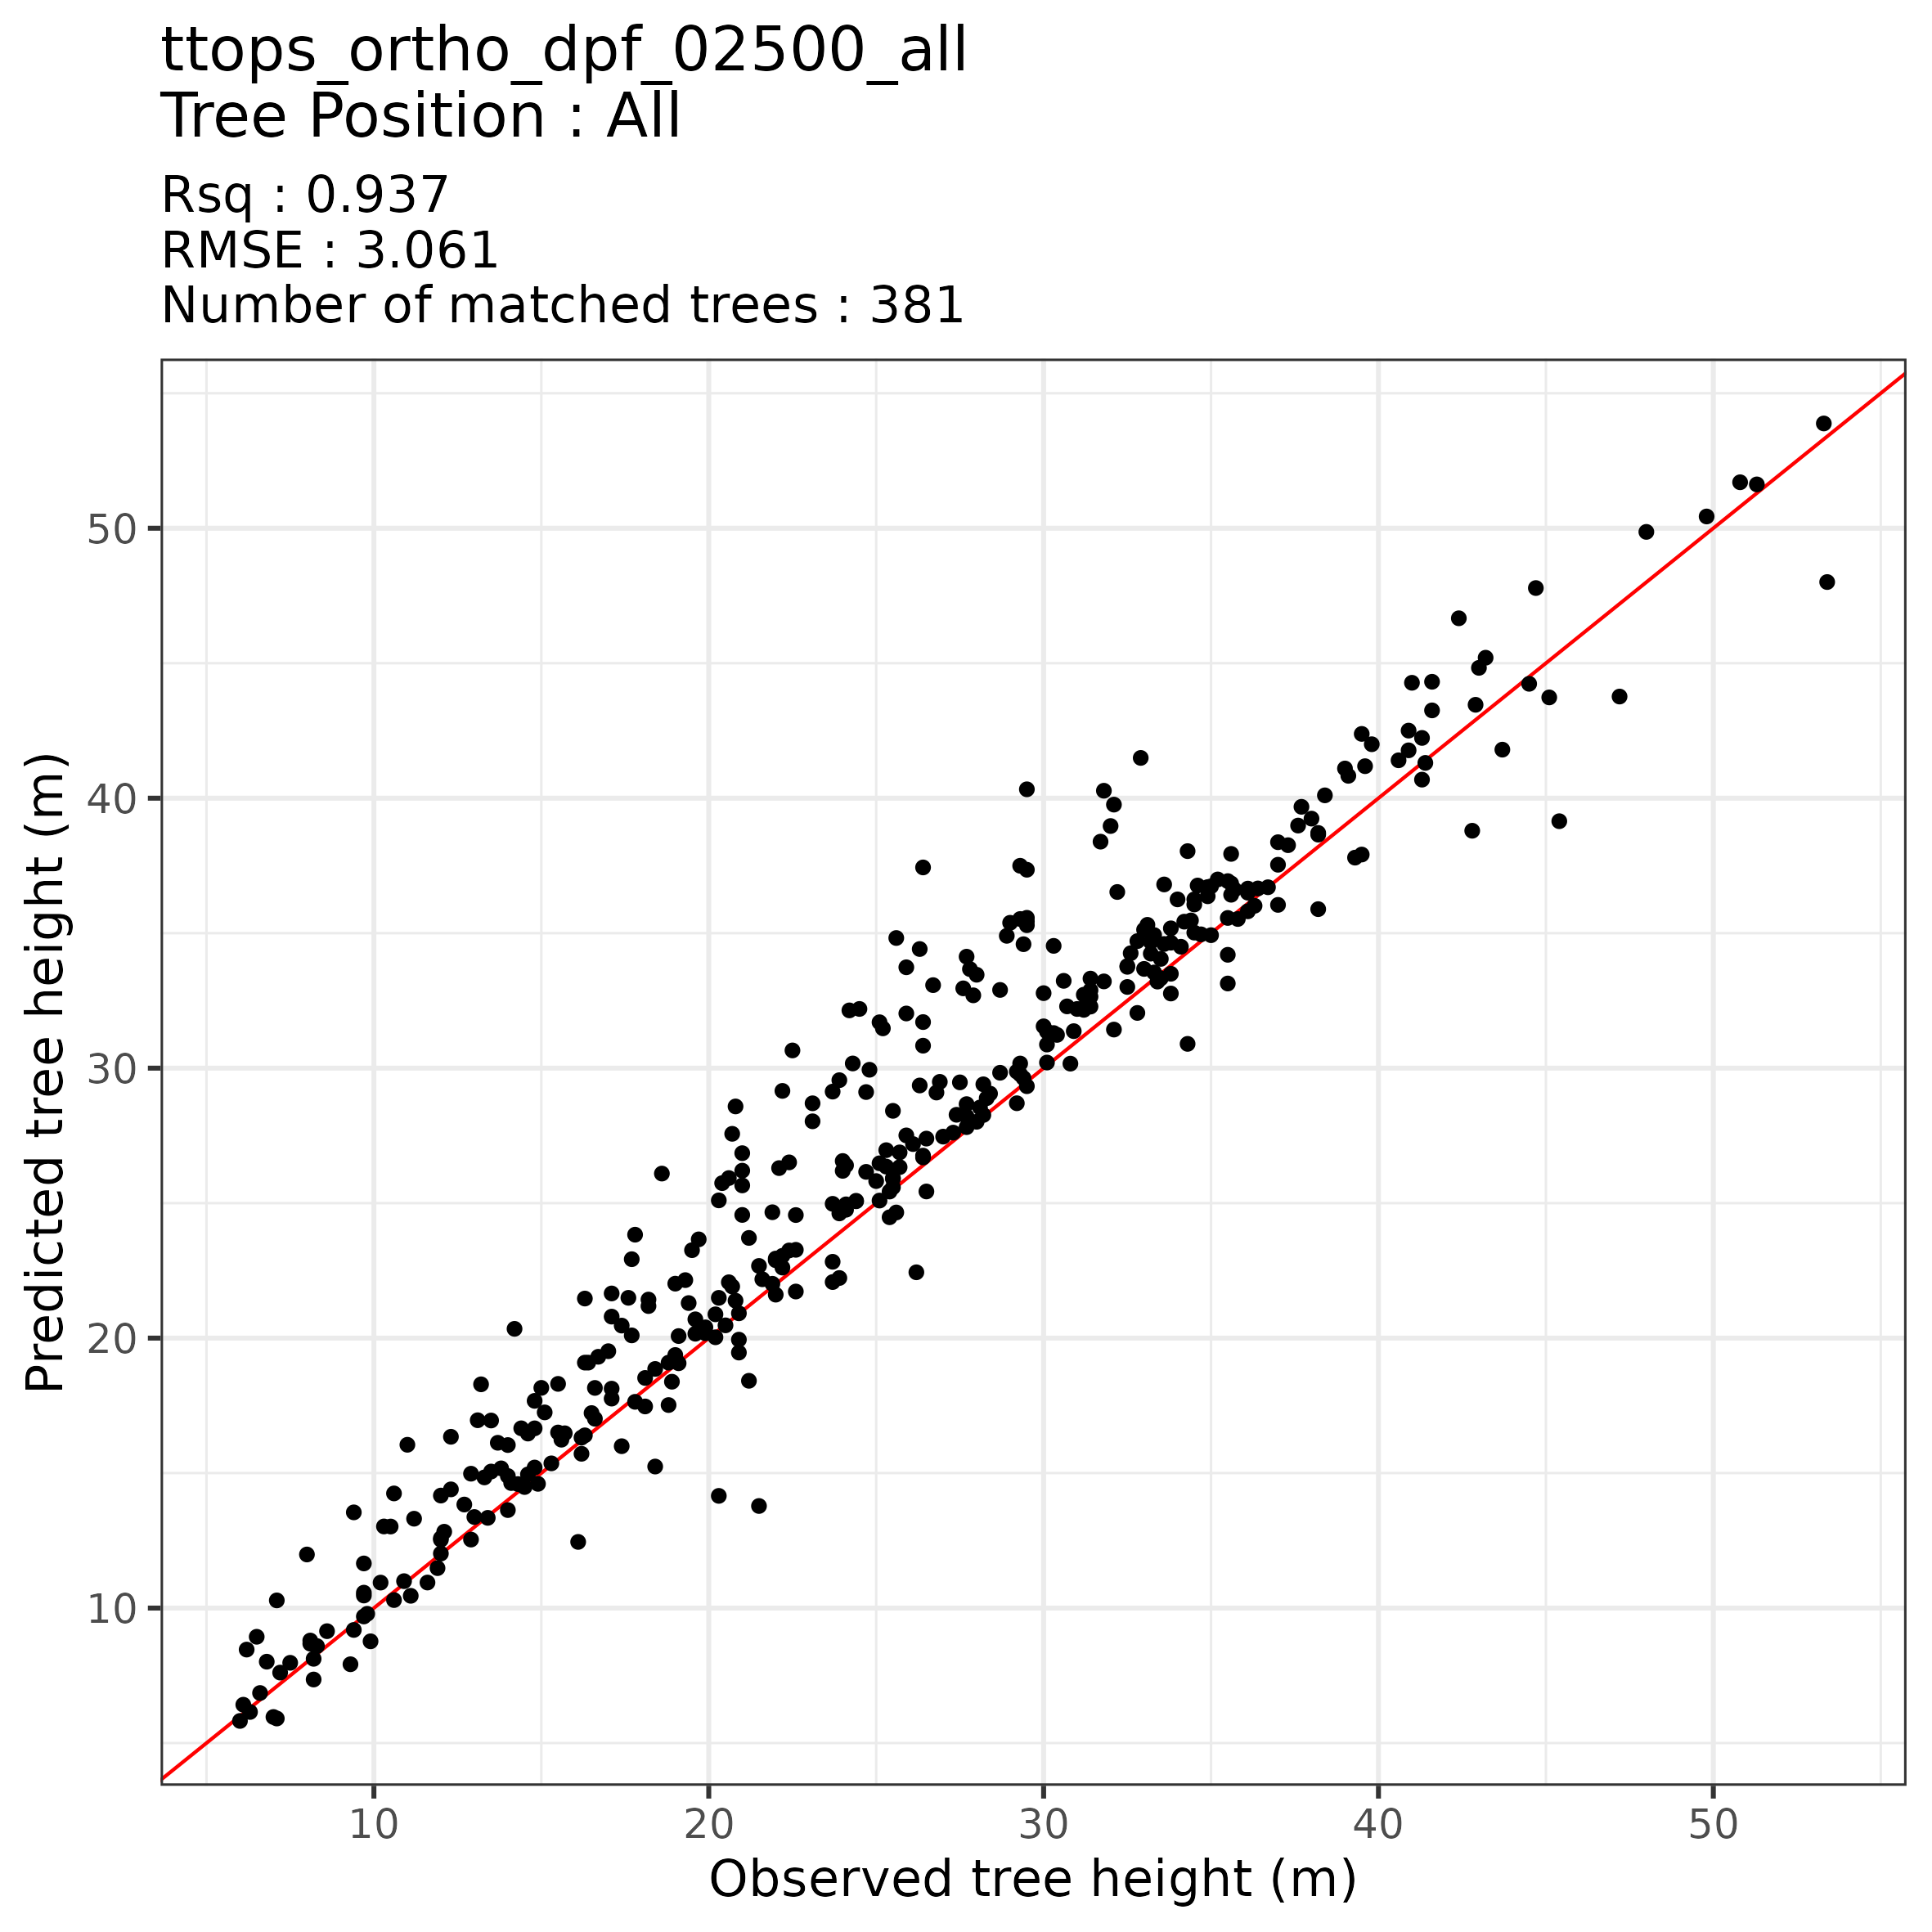 ttops_ortho_dpf_02500_all
Tree Position : All
Rsq : 0.937
RMSE : 3.061
Number of matched trees : 381
Predicted tree height (m)
50
40
30
20
10
10
20
30
40
50
Observed tree height (m)